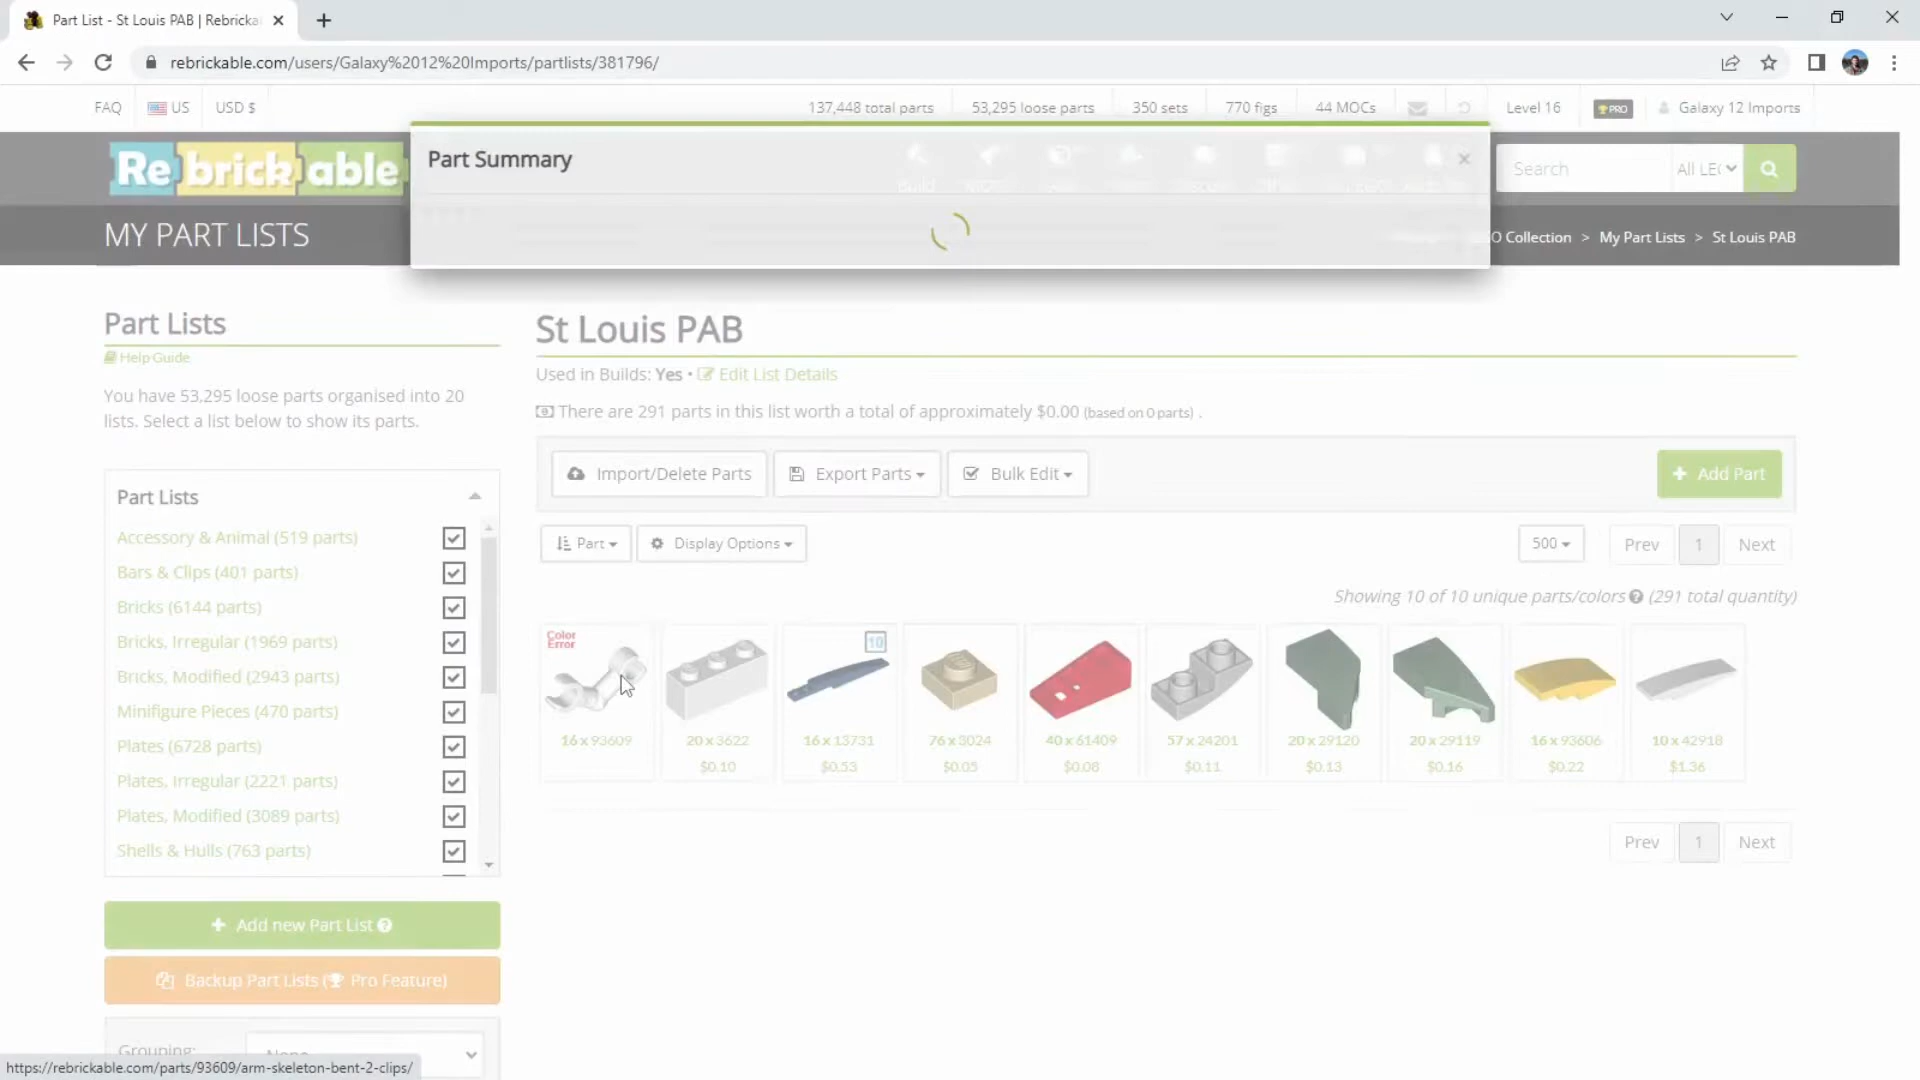 Part List - St Louis PAB | Rebricka
rebrickable.com/users/Galaxy%2012%20Imports/partlists/381796/
FAQ
US
USD $
137,448 total parts
53,295 loose parts
350 sets
770 figs
44 MOCs
Level 16
PRO
Galaxy 12 Imports
Rebrickable
Part Summary
Build
Search
All LE
MY PART LISTS
O Collection > My Part Lists > St Louis PAB
Part Lists
Help Guide
You have 53,295 loose parts organised into 20
lists. Select a list below to show its parts.
Part Lists
Accessory & Animal (519 parts)
Bars & Clips (401 parts)
Bricks (6144 parts)
Bricks, Irregular (1969 parts)
Bricks, Modified (2943 parts)
Minifigure Pieces (470 parts)
Plates (6728 parts)
Plates, Irregular (2221 parts)
Plates, Modified (3089 parts)
Shells & Hulls (763 parts)
Add new Part List
Backup Part Lists ( Pro Feature)
Grouping:
None
St Louis PAB
Used in Builds: Yes • Edit List Details
There are 291 parts in this list worth a total of approximately $0.00 (based on 0 parts) .
Import/Delete Parts
Export Parts
Bulk Edit
+ Add Part
Part
Display Options
500
Prev
1
Next
Showing 10 of 10 unique parts/colors (291 total quantity)
Color
Error
10
16 x 93609
20 x 3622
16 x 13731
76 x 3024
40 x 61409
57 x 24201
20 x 29120
20 x 29119
16 x 93606
10 x 42918
$0.10
$0.53
$0.05
$0.08
$0.11
$0.13
$0.16
$0.22
$1.36
Prev
1
Next
https://rebrickable.com/parts/93609/arm-skeleton-bent-2-clips/